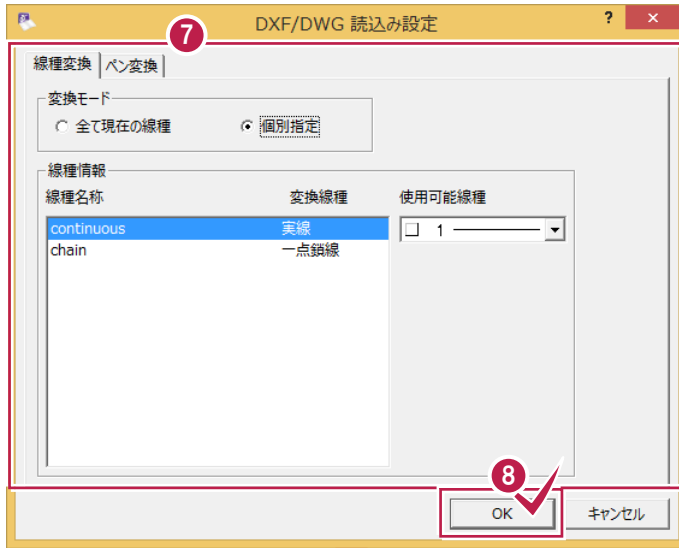 DXF/DWG 読込み設定 ? ×
7
線種変換 ペン変換
変換モード
全て現在の線種 個別指定
線種情報
線種名称 変換線種 使用可能線種
continuous 実線 1
chain 一点鎖線
8
OK キャンセル